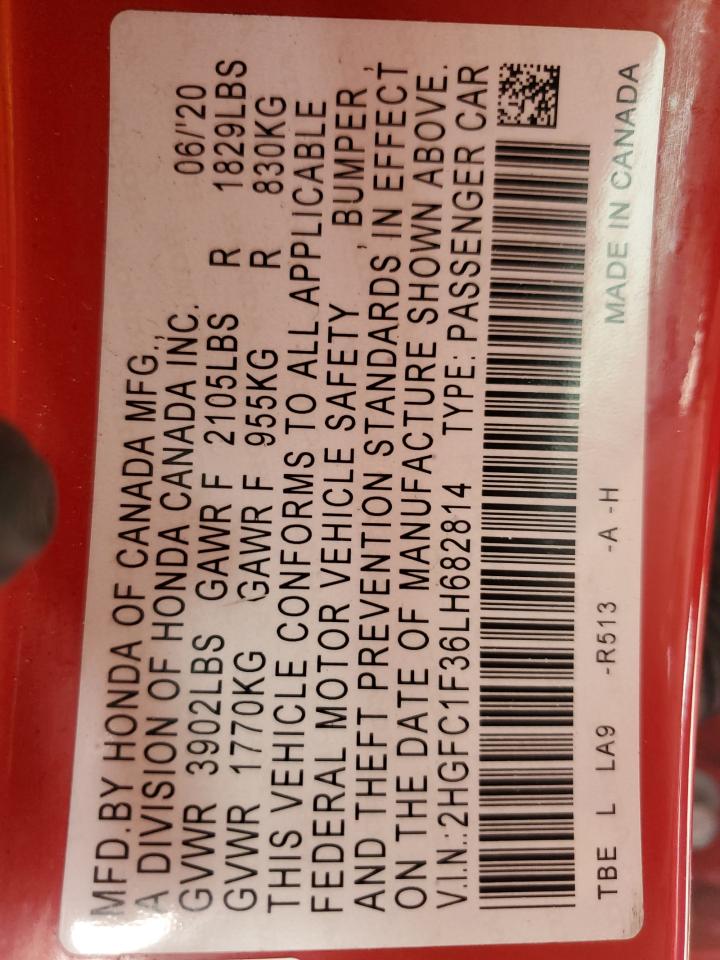 MFD.BY HONDA OF CANADA MFG.,
A DIVISION OF HONDA CANADA INC. 06/'20
GVWR 3902LBS GAWR F 2105LBS R 1829LBS
GVWR 1770KG GAWR F 955KG R 830KG
THIS VEHICLE CONFORMS TO ALL APPLICABLE
FEDERAL MOTOR VEHICLE SAFETY , BUMPER ,
AND THEFT PREVENTION STANDARDS IN EFFECT
ON THE DATE OF MANUFACTURE SHOWN ABOVE.
V.I.N.:2HGFC1F36LH682814 TYPE: PASSENGER CAR
TBE L LA9 -R513 -A -H MADE IN CANADA